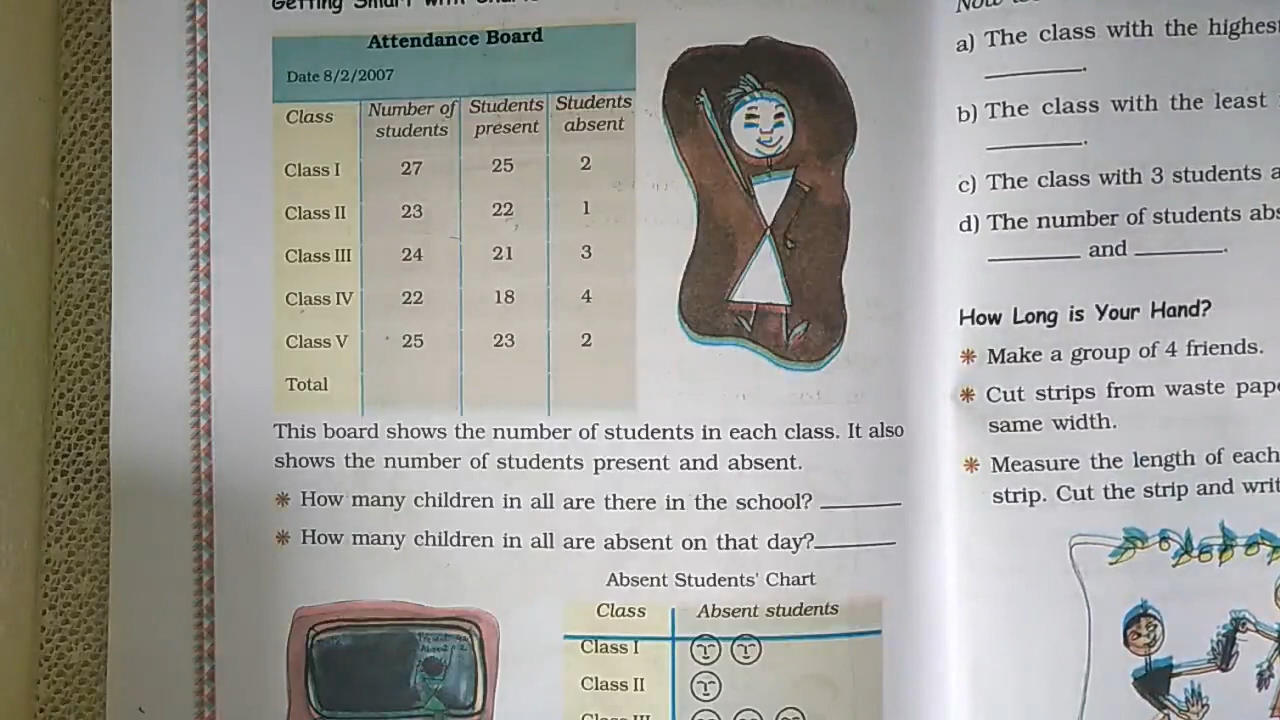 Getting Smart with
Attendance Board
Date 8/2/2007
Class Number of students Students present Students absent
Class I 27 25 2
Class II 23 22 1
Class III 24 21 3
Class IV 22 18 4
Class V 25 23 2
Total
This board shows the number of students in each class. It also
shows the number of students present and absent.
How many children in all are there in the school?
How many children in all are absent on that day?
Absent Students' Chart
Class Absent students
Class I
Class II
Class III
a) The class with the
b) The class with the least
c) The class with 3 students
d) The number of students
and
How Long is Your Hand?
Make a group of 4 friends.
Cut strips from waste
same width.
Measure the length of each
strip. Cut the strip and